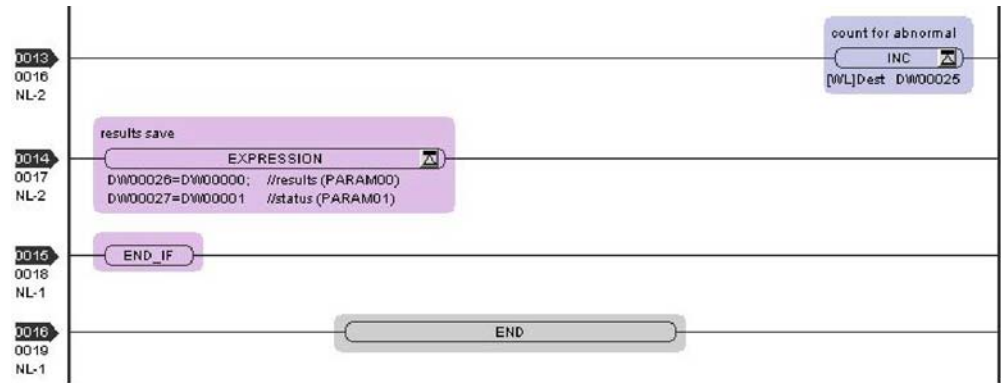 count for abnormal
0013 INC
0016 [WL]Dest DW00025
NL-2
results save
0014 EXPRESSION
0017 DW00026=DW00000; //results (PARAM00)
NL-2 DW00027=DW00001 //status (PARAM01)
0015 END_IF
0018
NL-1
0016 END
0019
NL-1